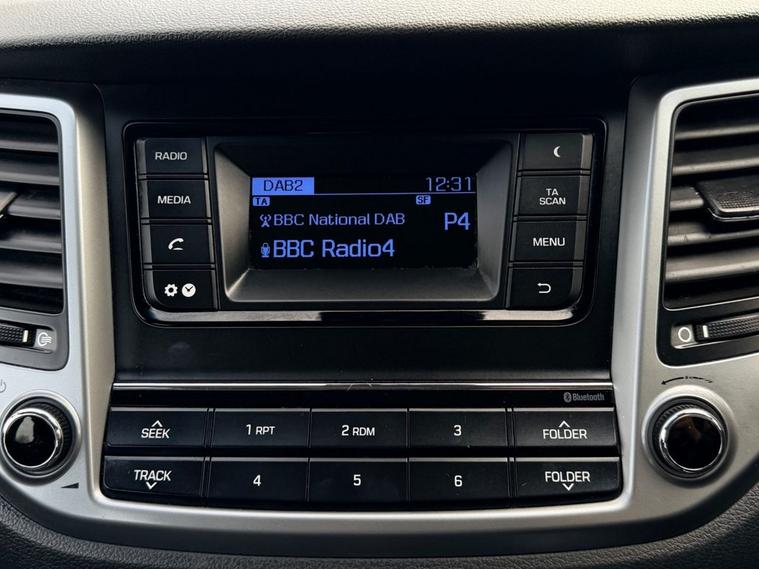 RADIO
MEDIA
DAB2 12:31
TA SF
BBC National DAB P4
BBC Radio4
TA
SCAN
MENU
Bluetooth
SEEK
1 RPT
2 RDM
3
FOLDER
TRACK
4
5
6
FOLDER